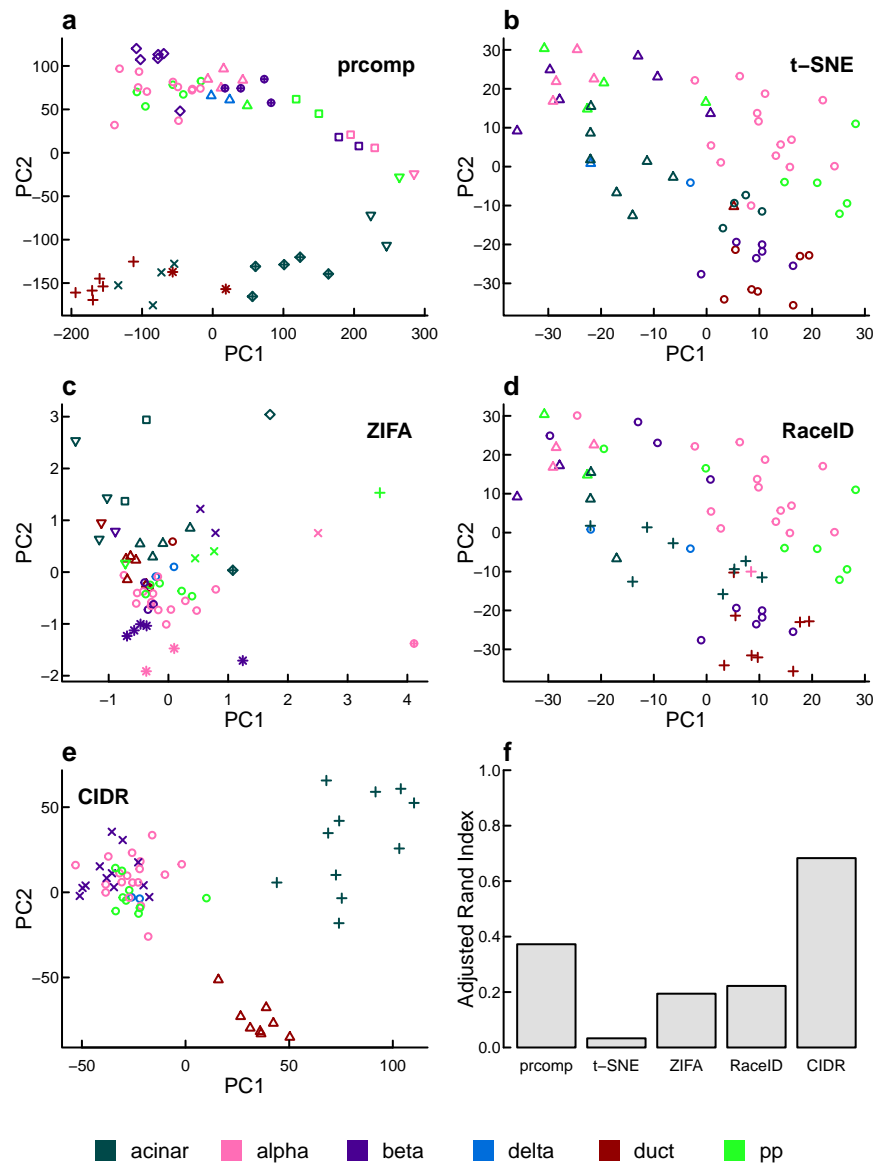 a
prcomp
PC2
100
50
0
−50
−100
−150
−200 −100 0 100 200 300
PC1
b
t−SNE
PC2
30
20
10
0
−10
−20
−30
−30 −20 −10 0 10 20 30
PC1
c
ZIFA
PC2
3
2
1
0
−1
−2
−1 0 1 2 3 4
PC1
d
RaceID
PC2
30
20
10
0
−10
−20
−30
−30 −20 −10 0 10 20 30
PC1
e
CIDR
PC2
50
0
−50
−50 0 50 100
PC1
f
Adjusted Rand Index
1.0
0.8
0.6
0.4
0.2
0.0
prcomp t−SNE ZIFA RaceID CIDR
acinar alpha beta delta duct pp